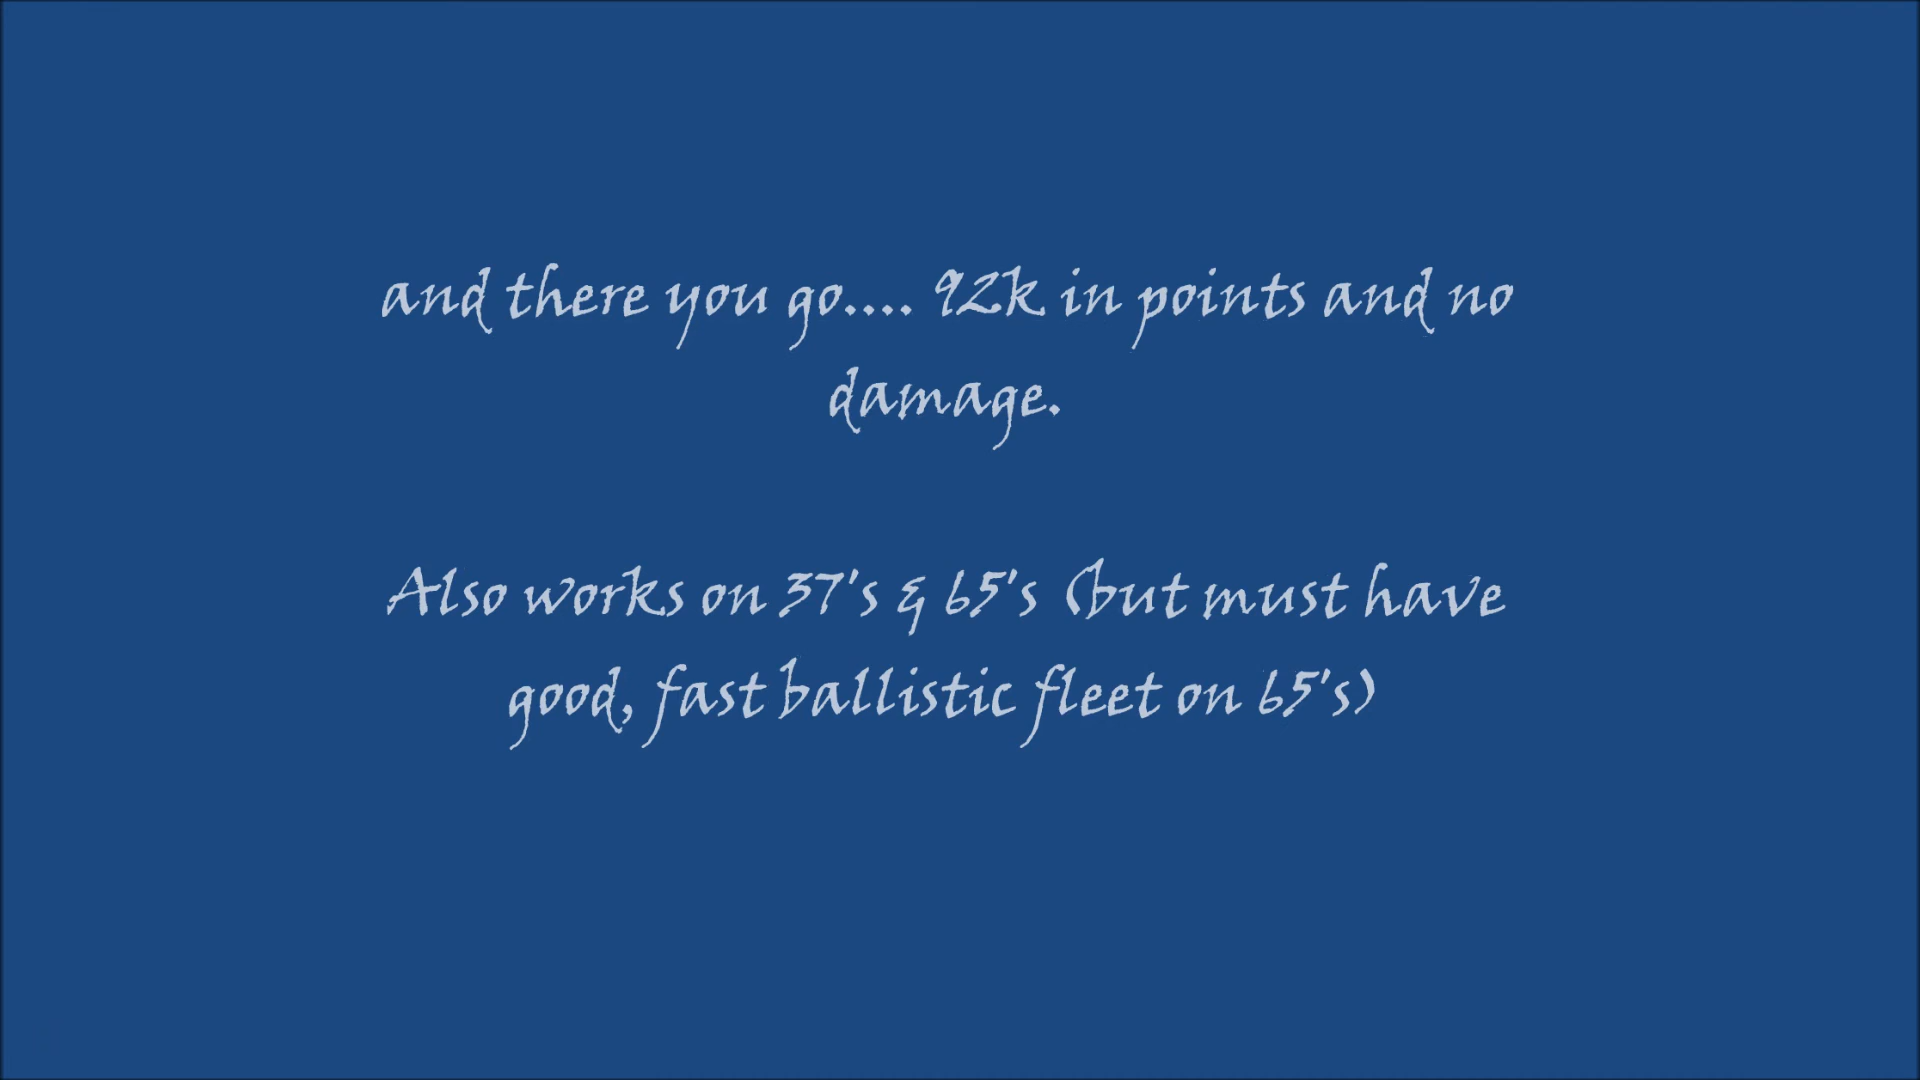 and there you go.... 92k in points and no
damage.
Also works on 37's & 65's (but must have
good, fast ballistic fleet on 65's)